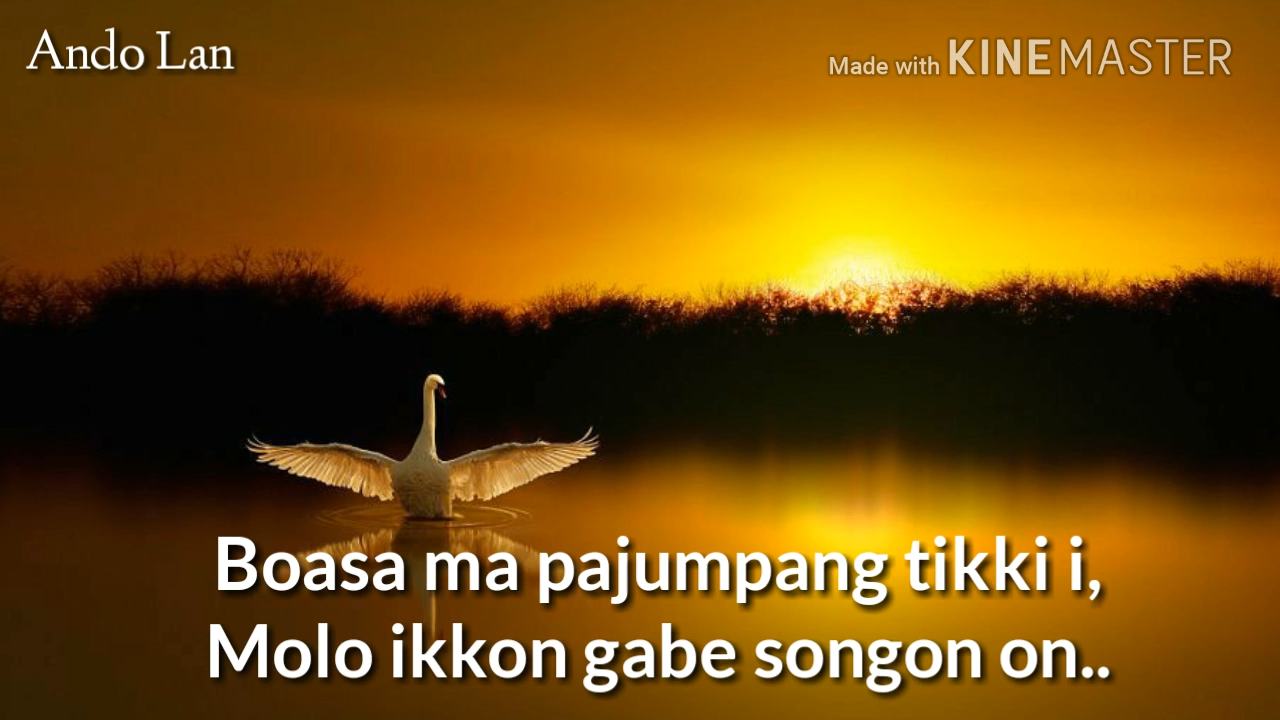 Ando Lan
Made with KINEMASTER
Boasa ma pajumpang tikki i,
Molo ikkon gabe songon on..